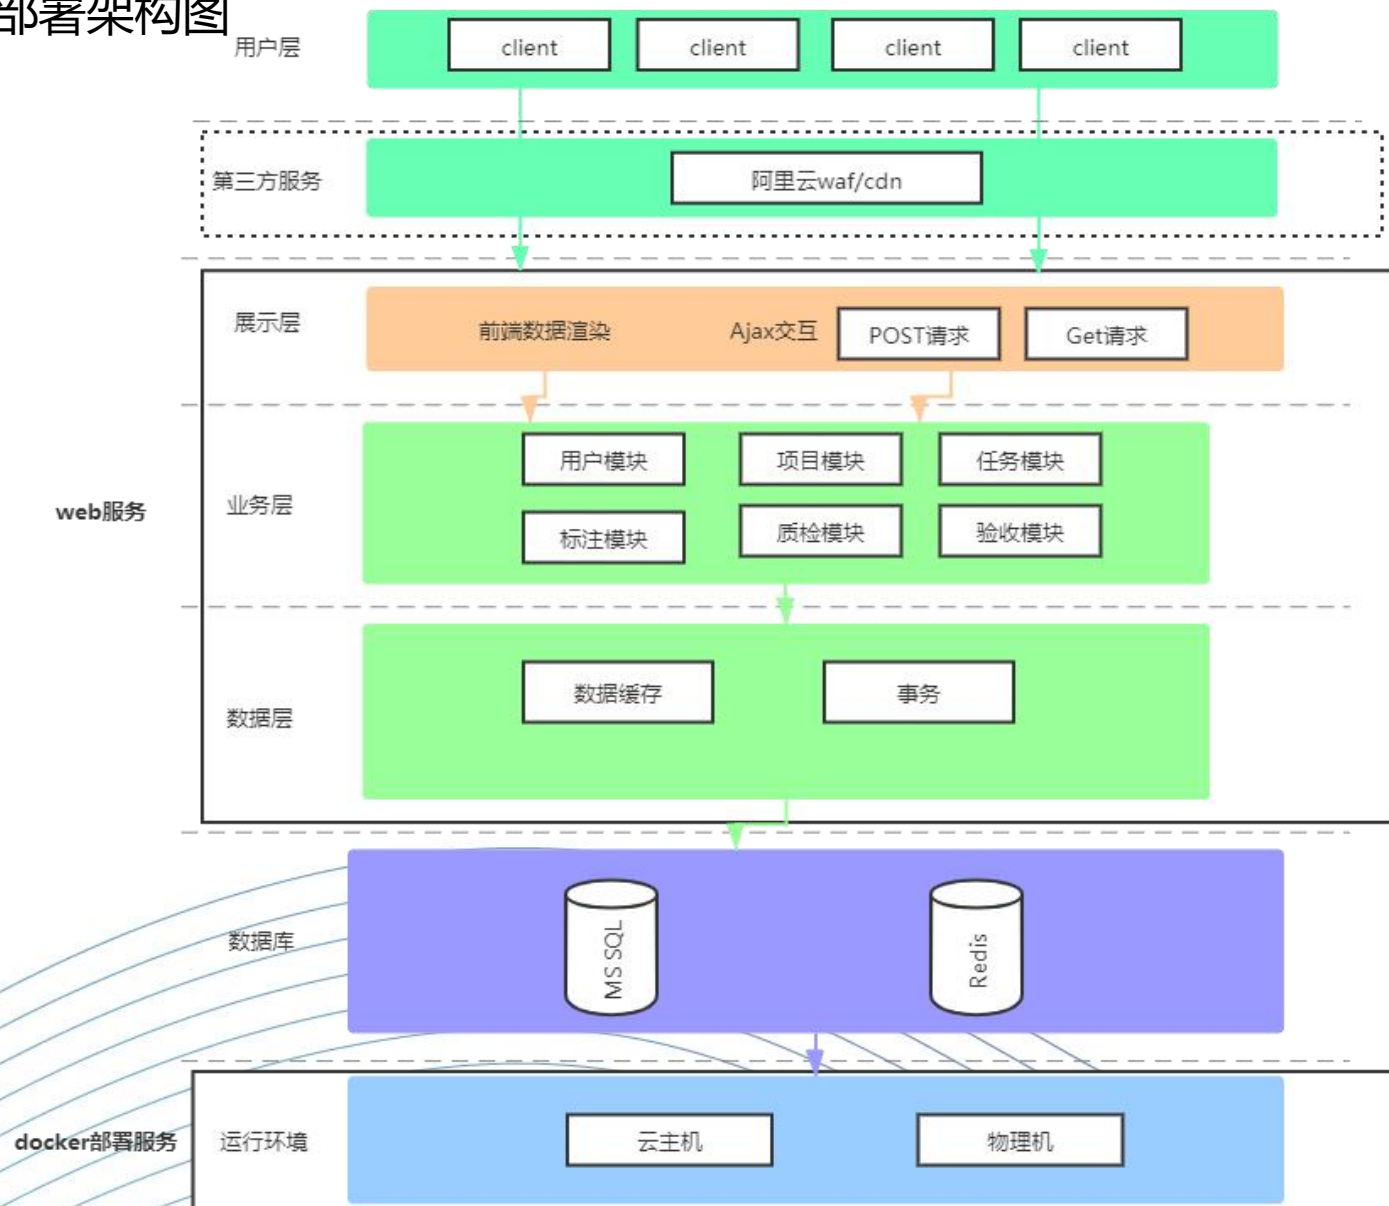 部署架构图
用户层
client
client
client
client
第三方服务
阿里云waf/cdn
展示层
前端数据渲染
Ajax交互
POST请求
Get请求
web服务
业务层
用户模块
项目模块
任务模块
标注模块
质检模块
验收模块
数据层
数据缓存
事务
数据库
MS SQL
Redis
docker部署服务
运行环境
云主机
物理机